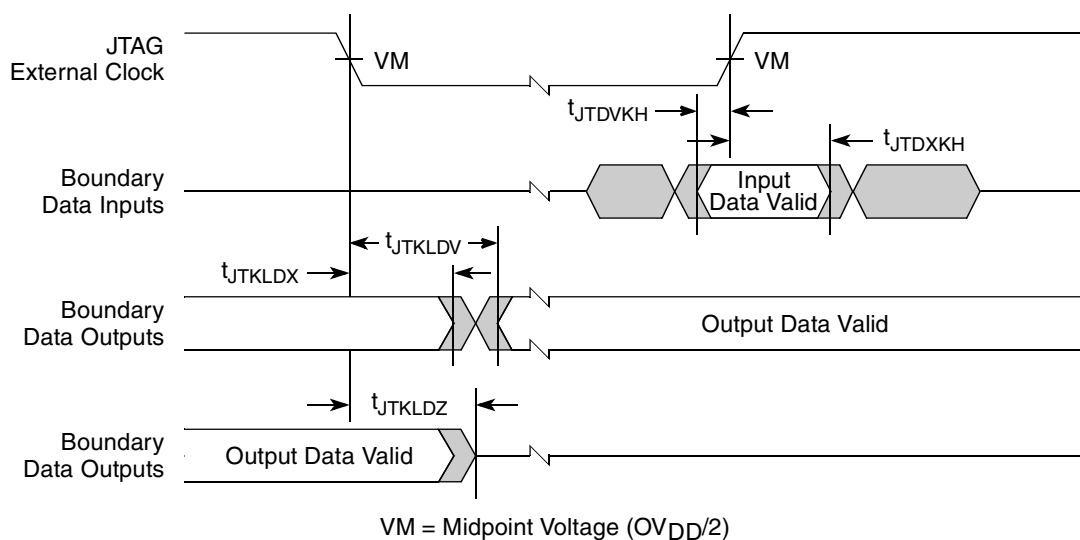 JTAG
External Clock
VM
VM
tJTDVKH
tJTDXKH
Boundary
Data Inputs
Input
Data Valid
tJTKLDV
tJTKLDX
Boundary
Data Outputs
Output Data Valid
tJTKLDZ
Boundary
Data Outputs
Output Data Valid
VM = Midpoint Voltage (OVDD/2)